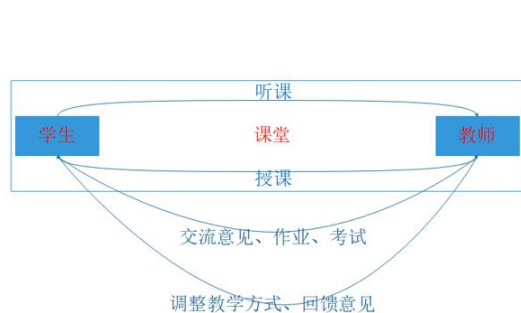 听课
学生
课堂
教师
授课
交流意见、作业、考试
调整教学方式、回馈意见